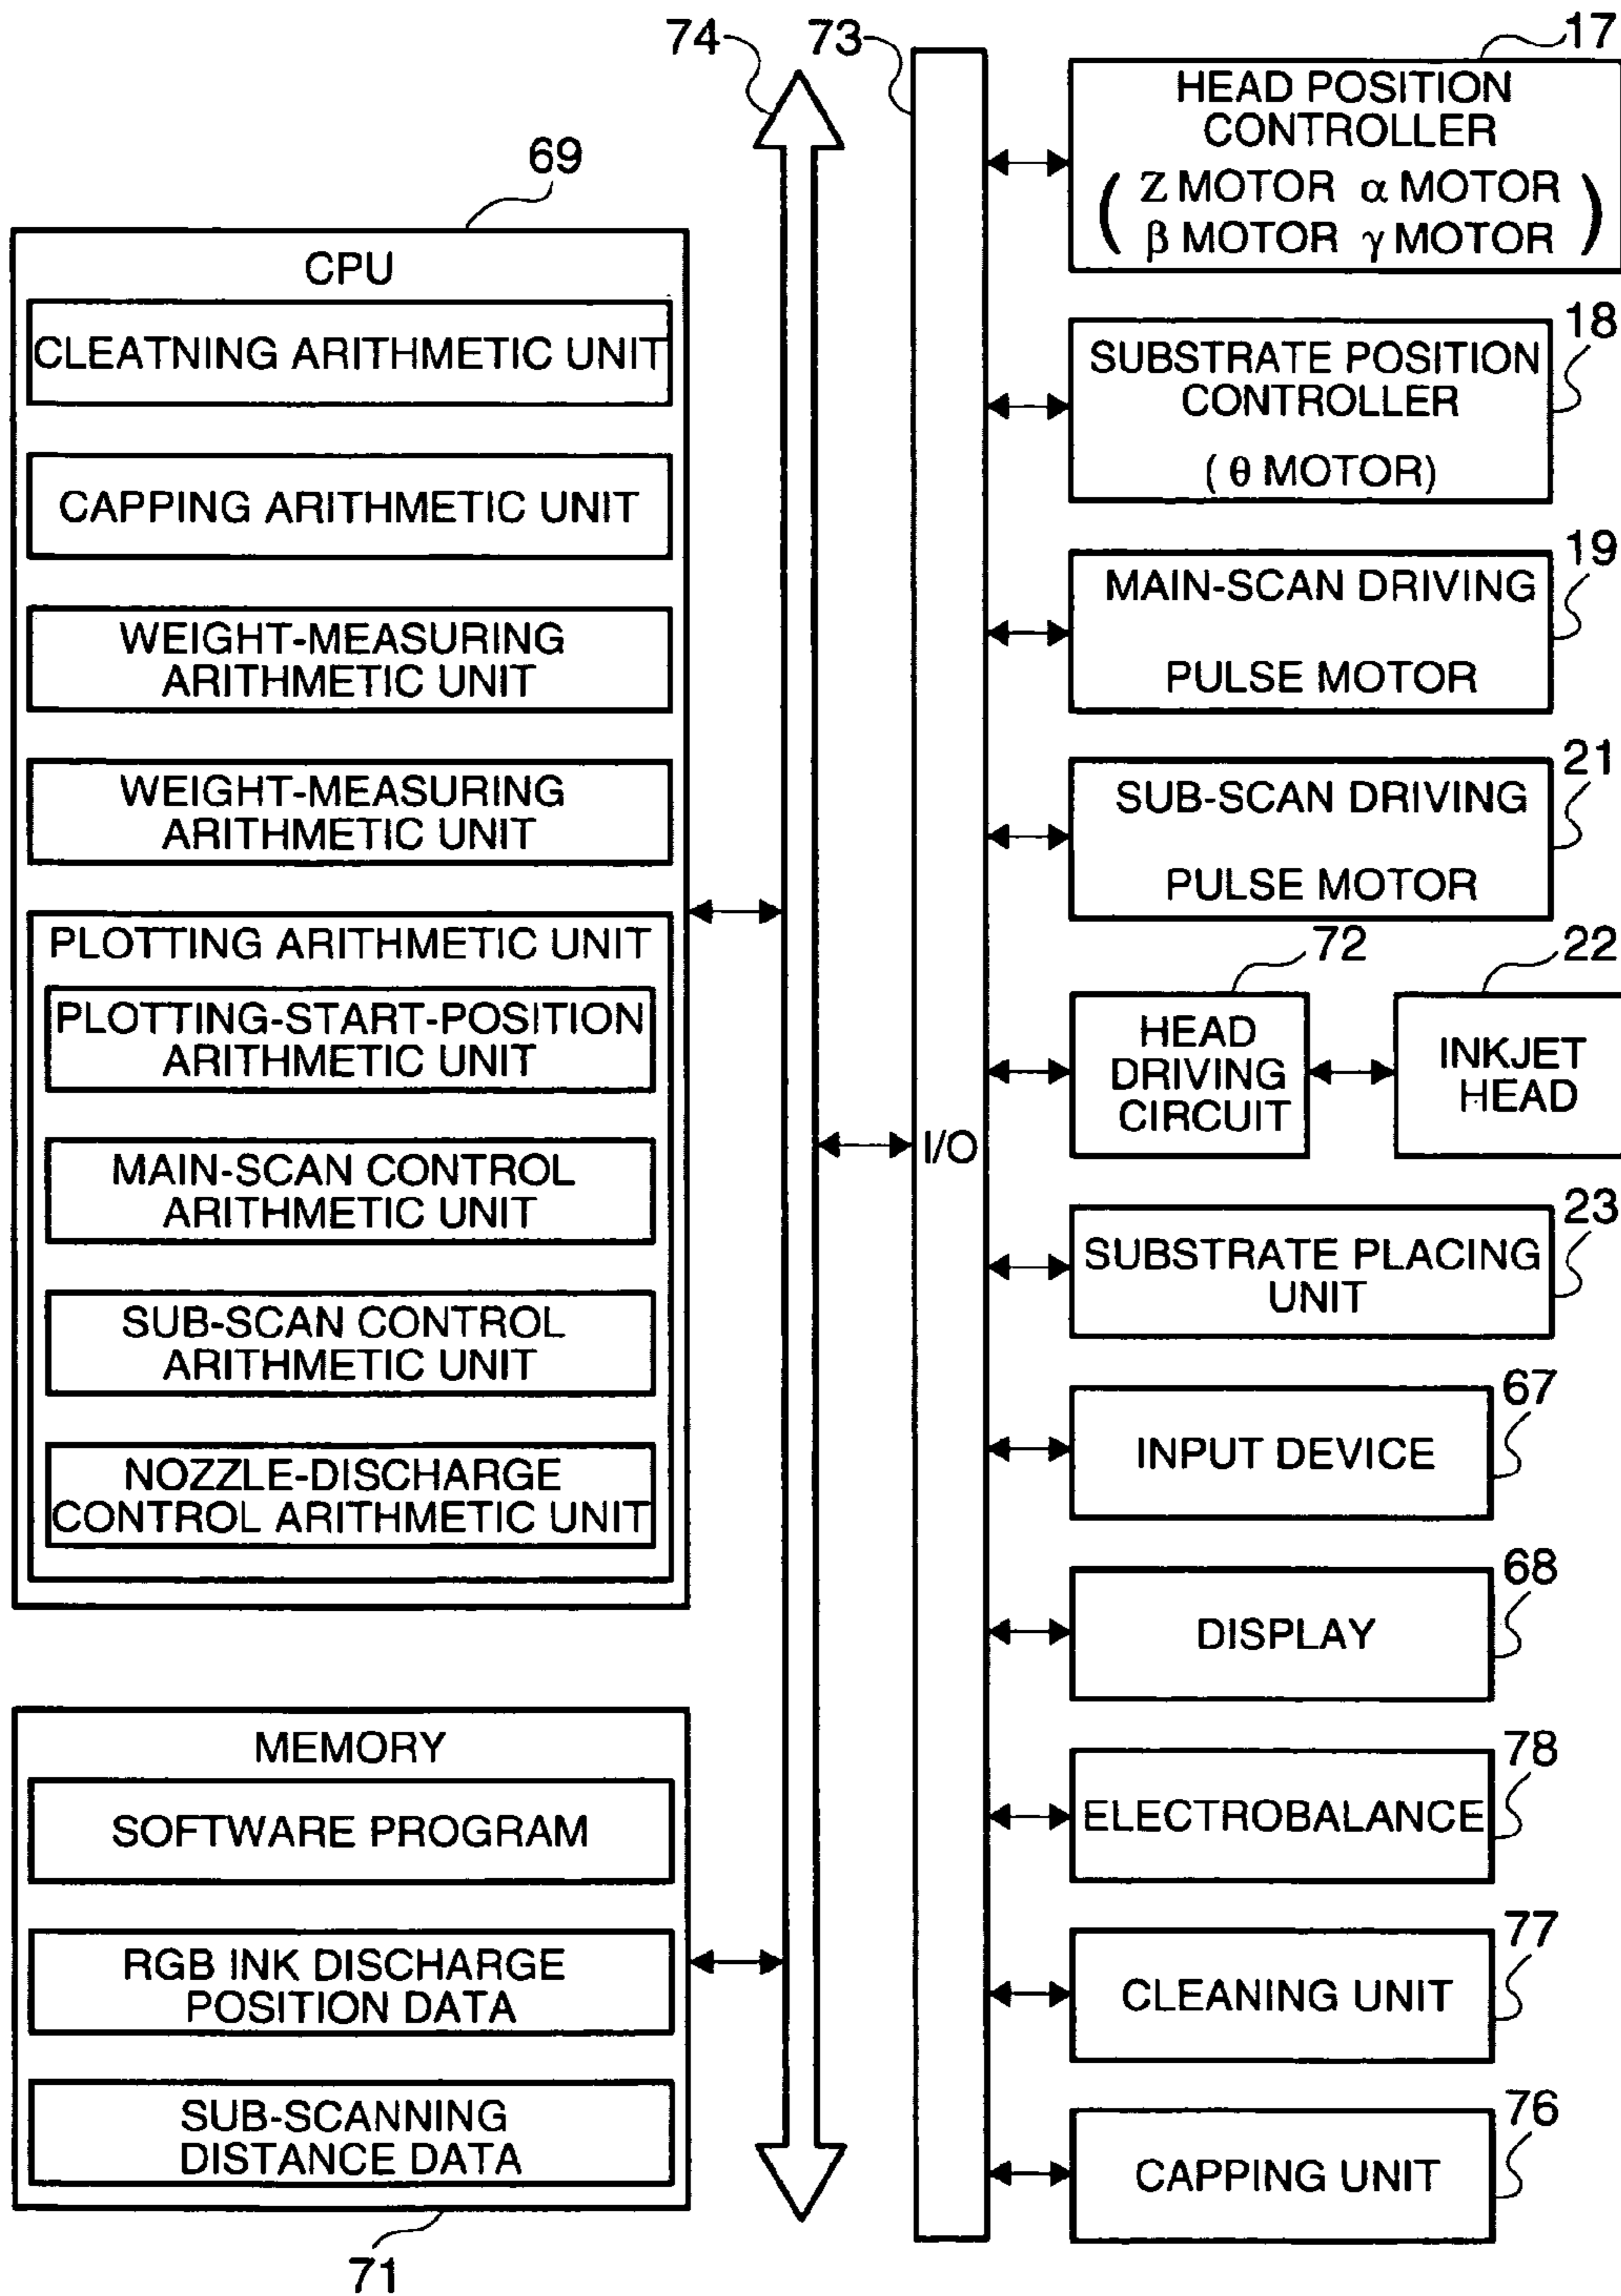 74
73
17
HEAD POSITION
CONTROLLER
( Z MOTOR α MOTOR
β MOTOR γ MOTOR )
69
CPU
CLEATNING ARITHMETIC UNIT
CAPPING ARITHMETIC UNIT
WEIGHT-MEASURING
ARITHMETIC UNIT
WEIGHT-MEASURING
ARITHMETIC UNIT
PLOTTING ARITHMETIC UNIT
PLOTTING-START-POSITION
ARITHMETIC UNIT
MAIN-SCAN CONTROL
ARITHMETIC UNIT
SUB-SCAN CONTROL
ARITHMETIC UNIT
NOZZLE-DISCHARGE
CONTROL ARITHMETIC UNIT
MEMORY
SOFTWARE PROGRAM
RGB INK DISCHARGE
POSITION DATA
SUB-SCANNING
DISTANCE DATA
71
I/O
18
SUBSTRATE POSITION
CONTROLLER
( θ MOTOR)
19
MAIN-SCAN DRIVING
PULSE MOTOR
21
SUB-SCAN DRIVING
PULSE MOTOR
72
HEAD
DRIVING
CIRCUIT
22
INKJET
HEAD
23
SUBSTRATE PLACING
UNIT
67
INPUT DEVICE
68
DISPLAY
78
ELECTROBALANCE
77
CLEANING UNIT
76
CAPPING UNIT